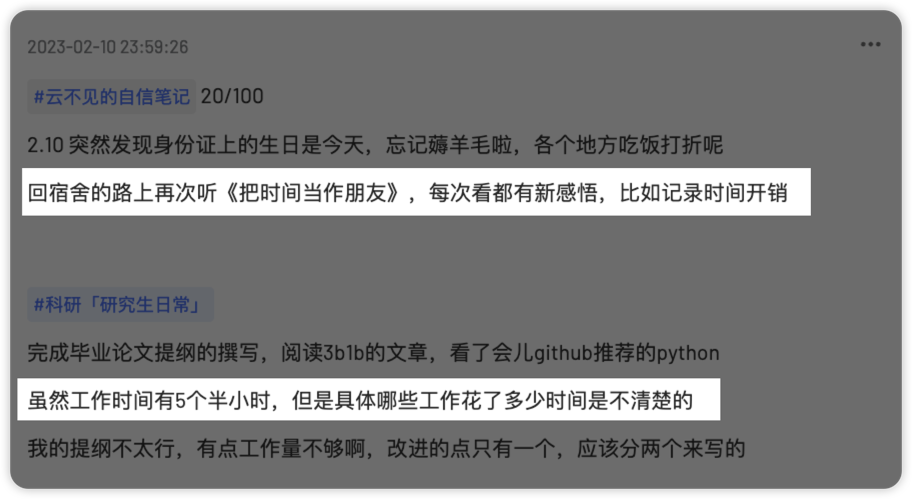 2023-02-10 23:59:26
#云不见的自信笔记 20/100
2.10 突然发现身份证上的生日是今天，忘记薅羊毛啦，各个地方吃饭打折呢
回宿舍的路上再次听《把时间当作朋友》，每次看都有新感悟，比如记录时间开销
#科研「研究生日常」
完成毕业论文提纲的撰写，阅读3b1b的文章，看了会儿github推荐的python
虽然工作时间有5个半小时，但是具体哪些工作花了多少时间是不清楚的
我的提纲不太行，有点工作量不够啊，改进的点只有一个，应该分两个来写的